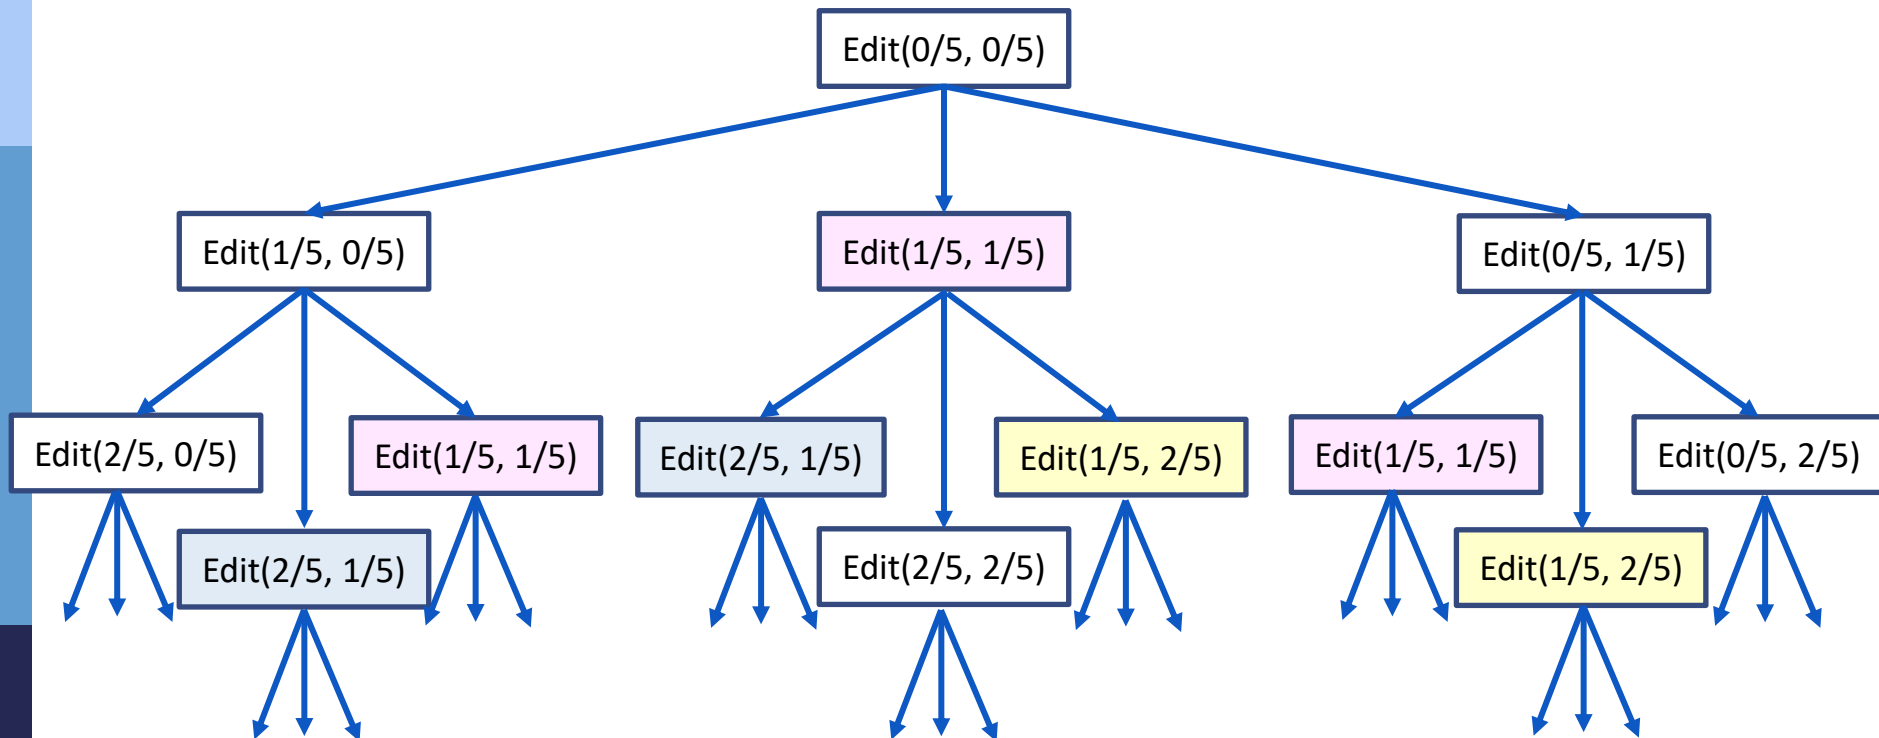 Edit(0/5, 0/5)
Edit(1/5, 0/5)
Edit(1/5, 1/5)
Edit(0/5, 1/5)
Edit(2/5, 0/5)
Edit(1/5, 1/5)
Edit(2/5, 1/5)
Edit(1/5, 2/5)
Edit(1/5, 1/5)
Edit(0/5, 2/5)
Edit(2/5, 1/5)
Edit(2/5, 2/5)
Edit(1/5, 2/5)